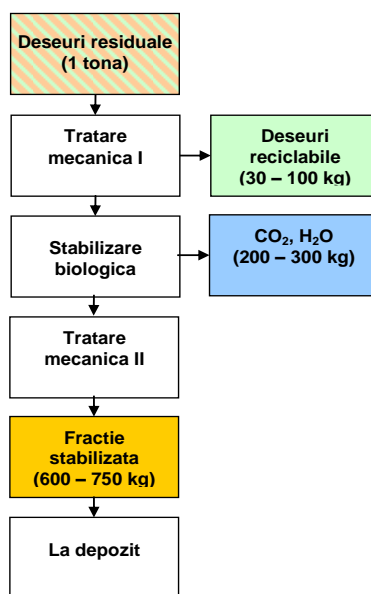 Deseuri residuale
(1 tona)
Tratare
mecanica I
Deseuri
reciclabile
(30 – 100 kg)
Stabilizare
biologica
CO₂, H₂O
(200 – 300 kg)
Tratare
mecanica II
Fractie
stabilizata
(600 – 750 kg)
La depozit